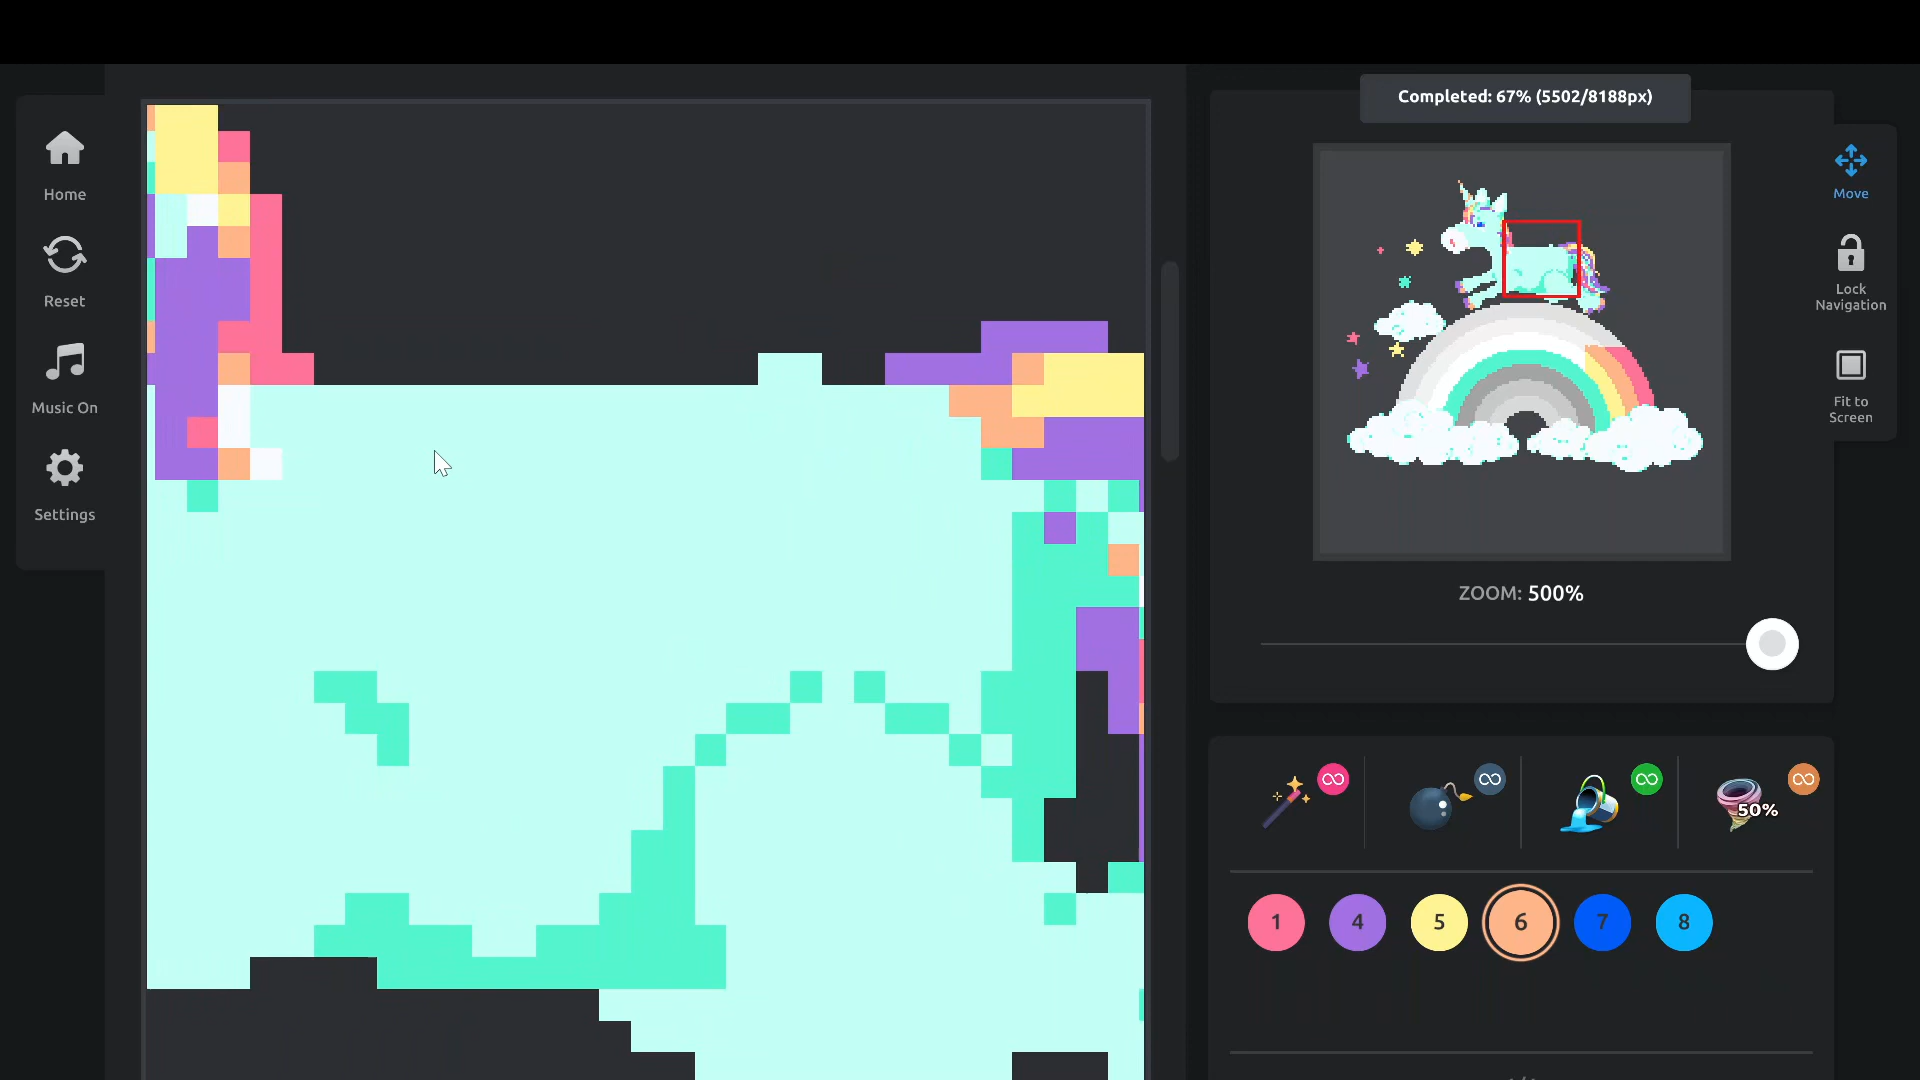 Completed: 67% (5502/8188px)
Home
Reset
Music On
Settings
Move
Lock
Navigation
Fit to
Screen
ZOOM: 500%
50%
1 4 5 6 7 8